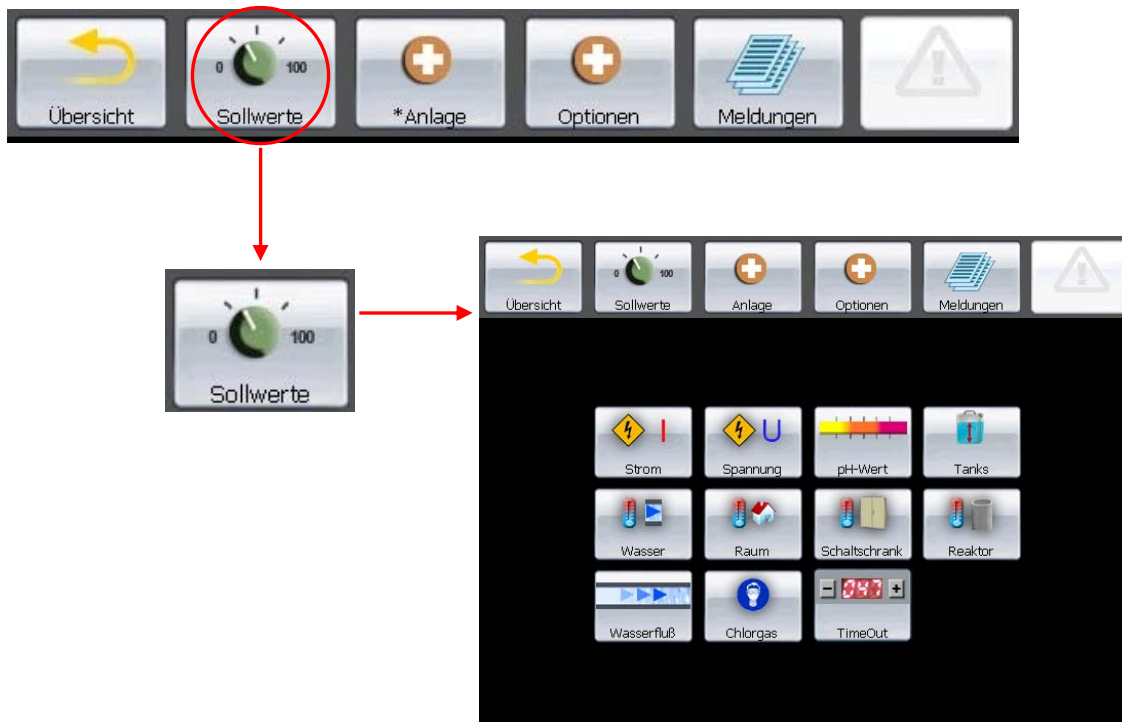 0 100
Übersicht Sollwerte *Anlage Optionen Meldungen
0 100
Sollwerte
0 100
Übersicht Sollwerte Anlage Optionen Meldungen
I U
Strom Spannung pH-Wert Tanks
Wasser Raum Schaltschrank Reaktor
- 040 +
Wasserfluß Chlorgas TimeOut